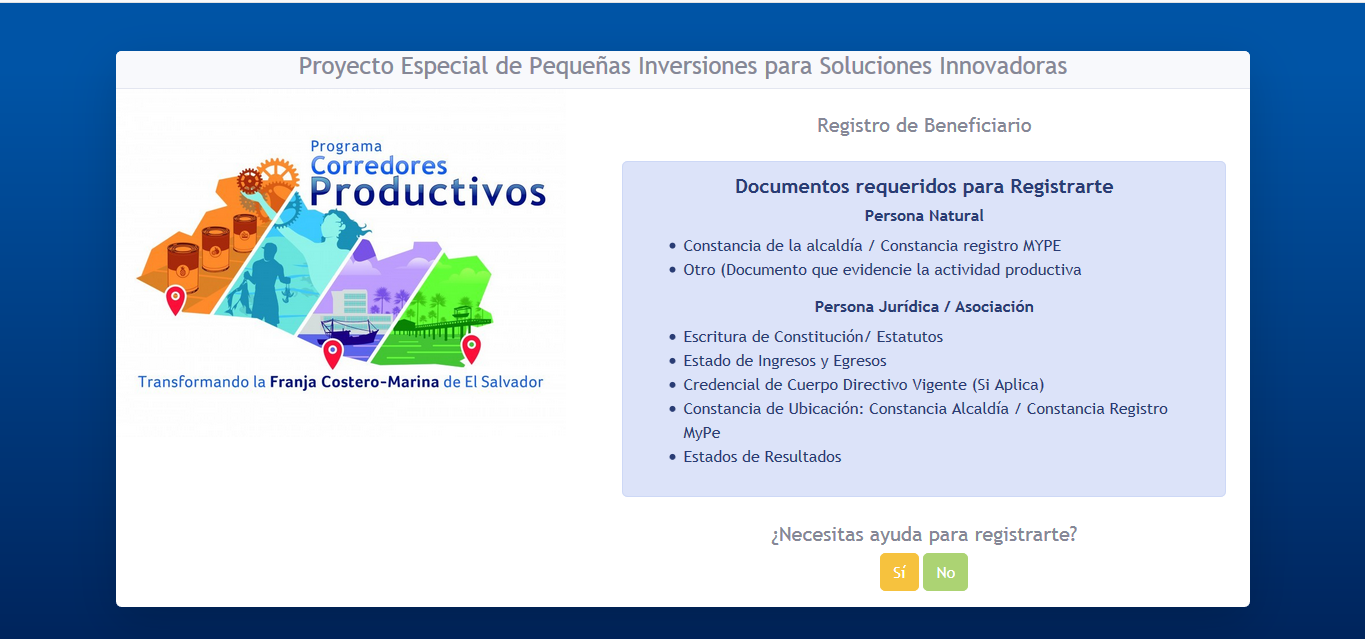 Proyecto Especial de Pequeñas Inversiones para Soluciones Innovadoras
Programa
Corredores
Productivos
Transformando la Franja Costero-Marina de El Salvador
Registro de Beneficiario
Documentos requeridos para Registrarte
Persona Natural
• Constancia de la alcaldía / Constancia registro MYPE
• Otro (Documento que evidencie la actividad productiva
Persona Jurídica / Asociación
• Escritura de Constitución/ Estatutos
• Estado de Ingresos y Egresos
• Credencial de Cuerpo Directivo Vigente (Si Aplica)
• Constancia de Ubicación: Constancia Alcaldía / Constancia Registro
MyPe
• Estados de Resultados
¿Necesitas ayuda para registrarte?
Sí No